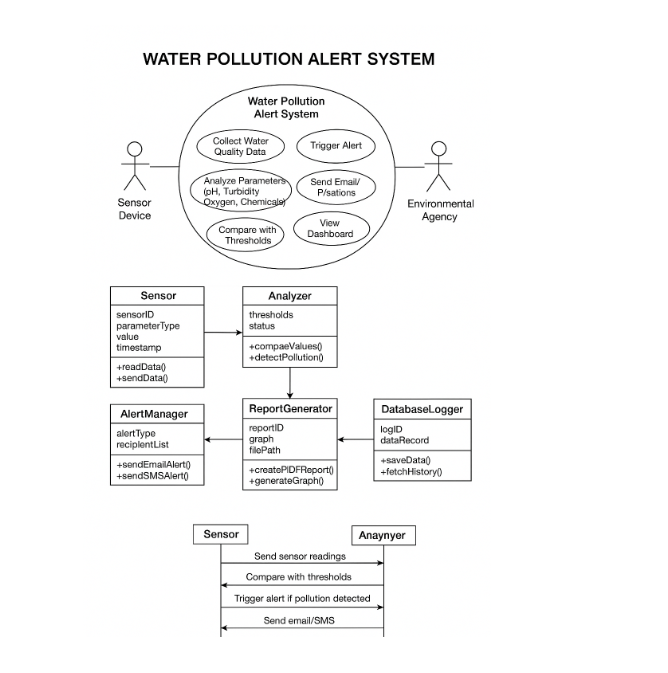 WATER POLLUTION ALERT SYSTEM
Water Pollution
Alert System
Collect Water
Quality Data
Trigger Alert
Analyze Parameters
(pH, Turbidity
Oxygen, Chemicals)
Send Email/
P/sations
Compare with
Thresholds
View
Dashboard
Sensor
Device
Environmental
Agency
Sensor
sensorID
parameterType
value
timestamp
+readData()
+sendData()
Analyzer
thresholds
status
+compaeValues()
+detectPollution()
AlertManager
alertType
recipientList
+sendEmailAlert()
+sendSMSAlert()
ReportGenerator
reportID
graph
filePath
+createPIDFReport()
+generateGraph()
DatabaseLogger
logID
dataRecord
+saveData()
+fetchHistory()
Sensor
Anaynyer
Send sensor readings
Compare with thresholds
Trigger alert if pollution detected
Send email/SMS